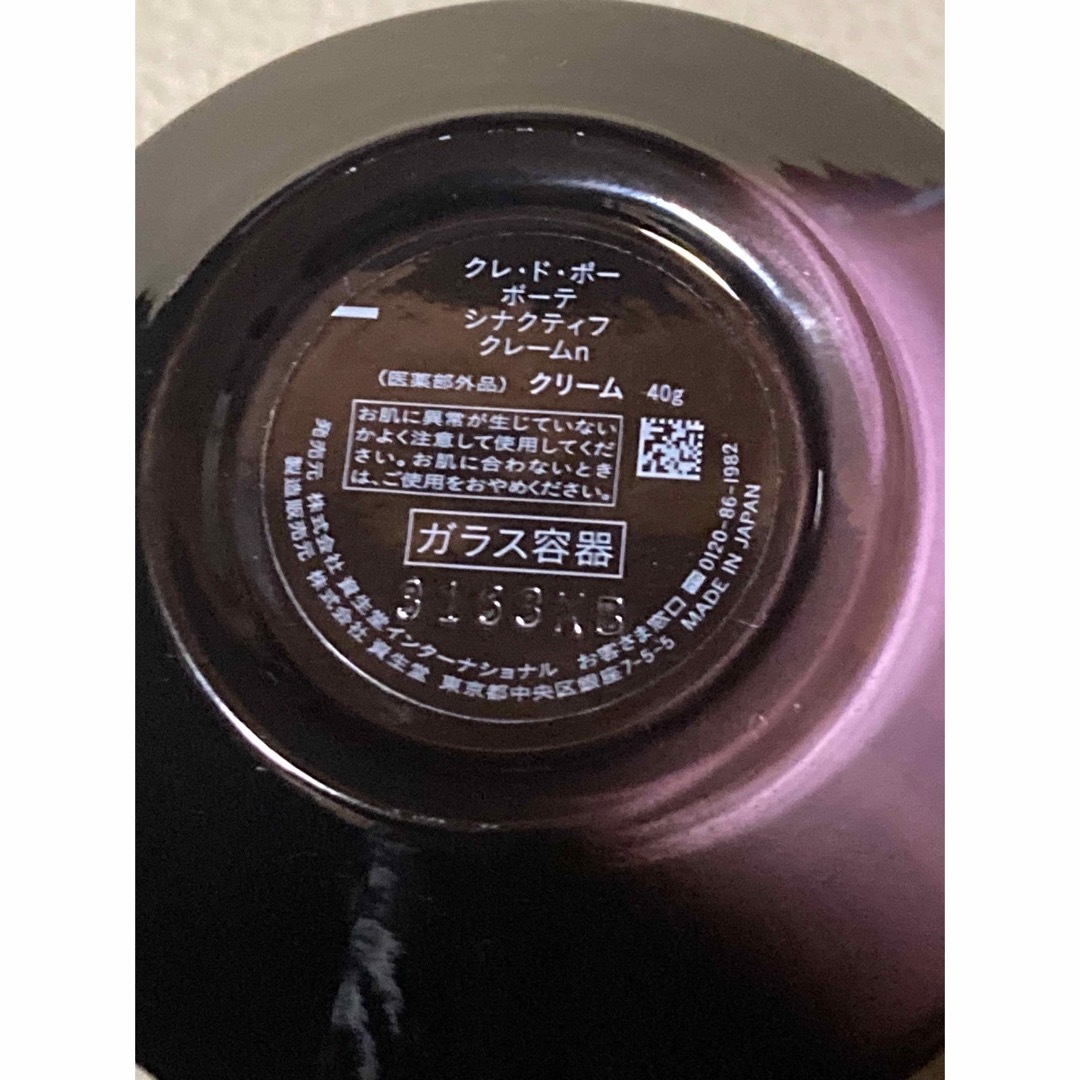 クレ・ド・ポー
ボーテ
シナクティフ
クレームn
（医薬部外品） クリーム 40g
お肌に異常が生じていない
かよく注意して使用してくだ
さい。お肌に合わないとき
は、ご使用をおやめください。
ガラス容器
発売元 株式会社 資生堂インターナショナル お客さま窓口 0120-86-1982
製造販売元 株式会社 資生堂 東京都中央区銀座7-5-5 MADE IN JAPAN